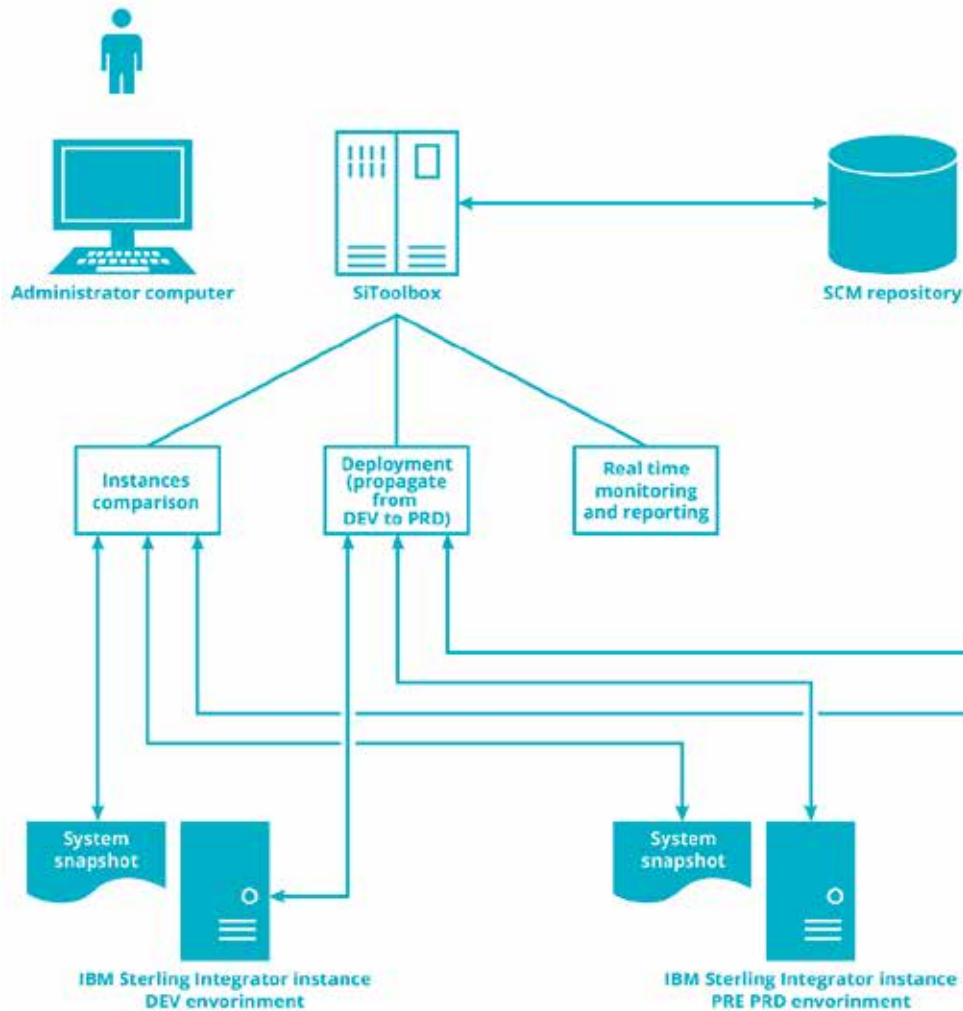 Administrator computer
SiToolbox
SCM repository
Instances
comparison
Deployment
(propagate
from
DEV to PRD)
Real time
monitoring
and reporting
System
snapshot
System
snapshot
IBM Sterling Integrator instance
DEV envorinment
IBM Sterling Integrator instance
PRE PRD envorinment